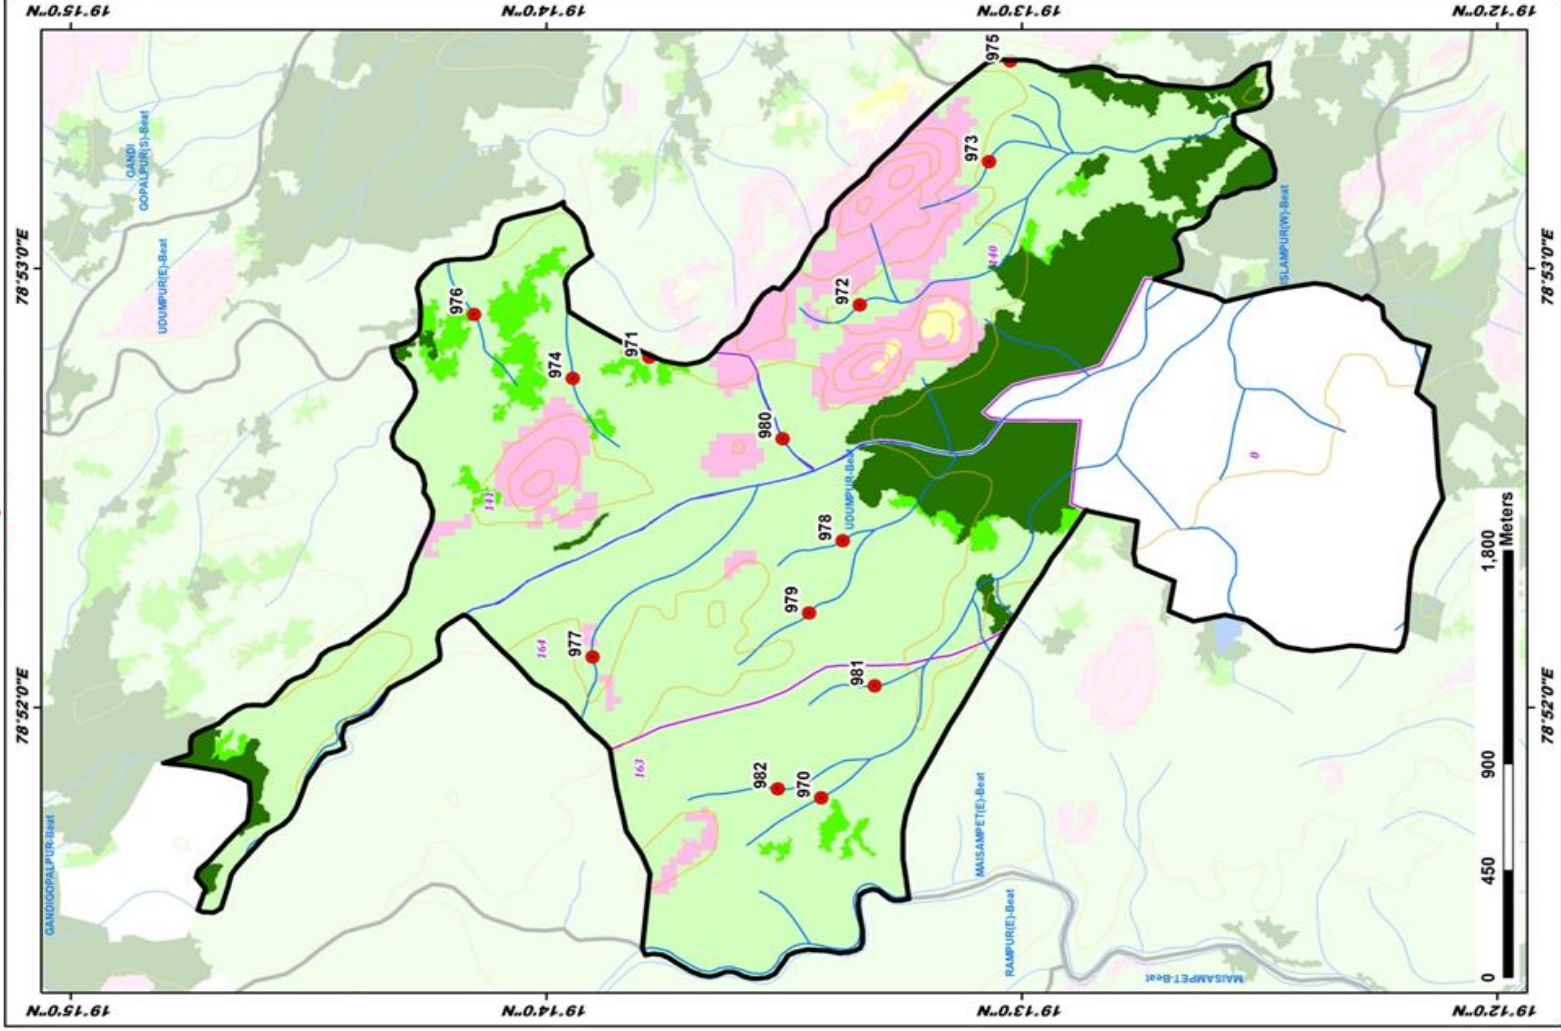 19°15'0"N
19°14'0"N
19°13'0"N
19°12'0"N
78°53'0"E
78°52'0"E
78°53'0"E
78°52'0"E
19°15'0"N
19°14'0"N
19°13'0"N
19°12'0"N
GANDI
GOPALPUR(S)-Beat
UDUMPUR(E)-Beat
GANDIGOPALPUR-Beat
UDUMPUR-Beat
ISLAMPUR(W)-Beat
MAISAMPET(E)-Beat
RAMPUR(E)-Beat
MAISAMPET-Beat
975
973
972
976
974
971
980
978
979
977
981
982
970
140
141
164
163
0
0
450
900
1,800
Meters